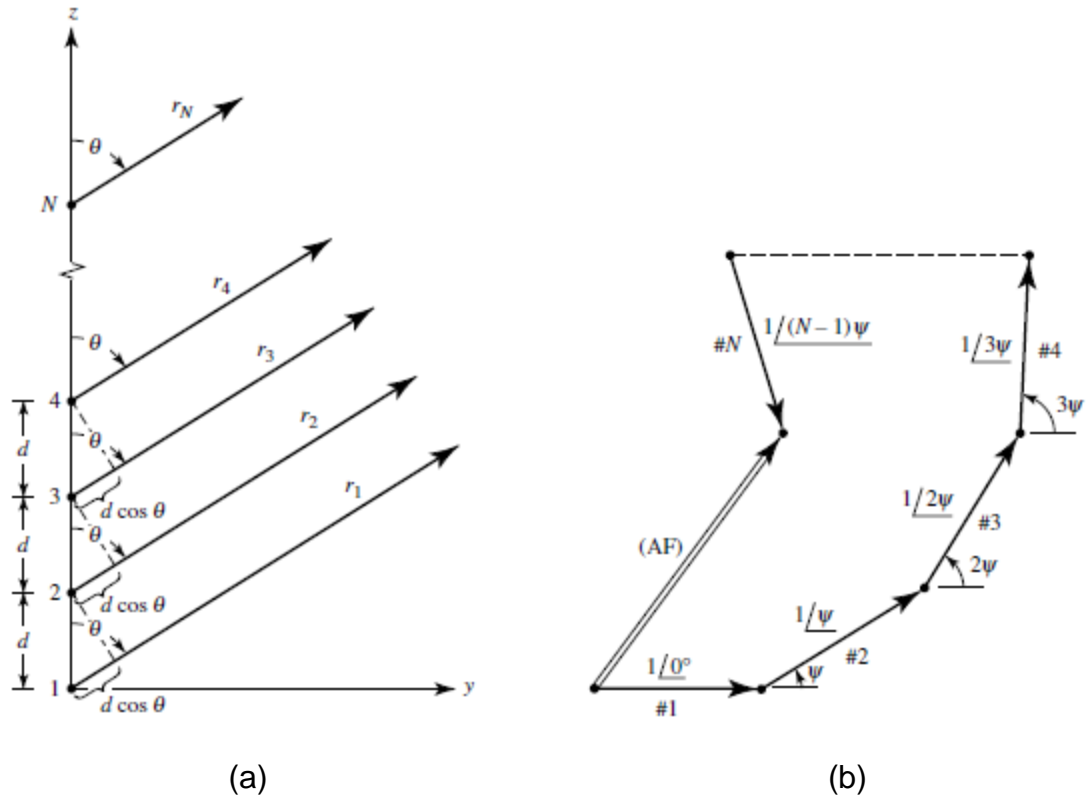 z
r_N
θ
N
r_4
θ
r_3
4
θ
r_2
d
r_1
3
d cos θ
θ
d
2
d cos θ
θ
d
1
d cos θ
y
(a)
#N
1/(N – 1)ψ
1/3ψ
#4
3ψ
1/2ψ
#3
(AF)
2ψ
1/ψ
#2
1/0°
ψ
#1
(b)